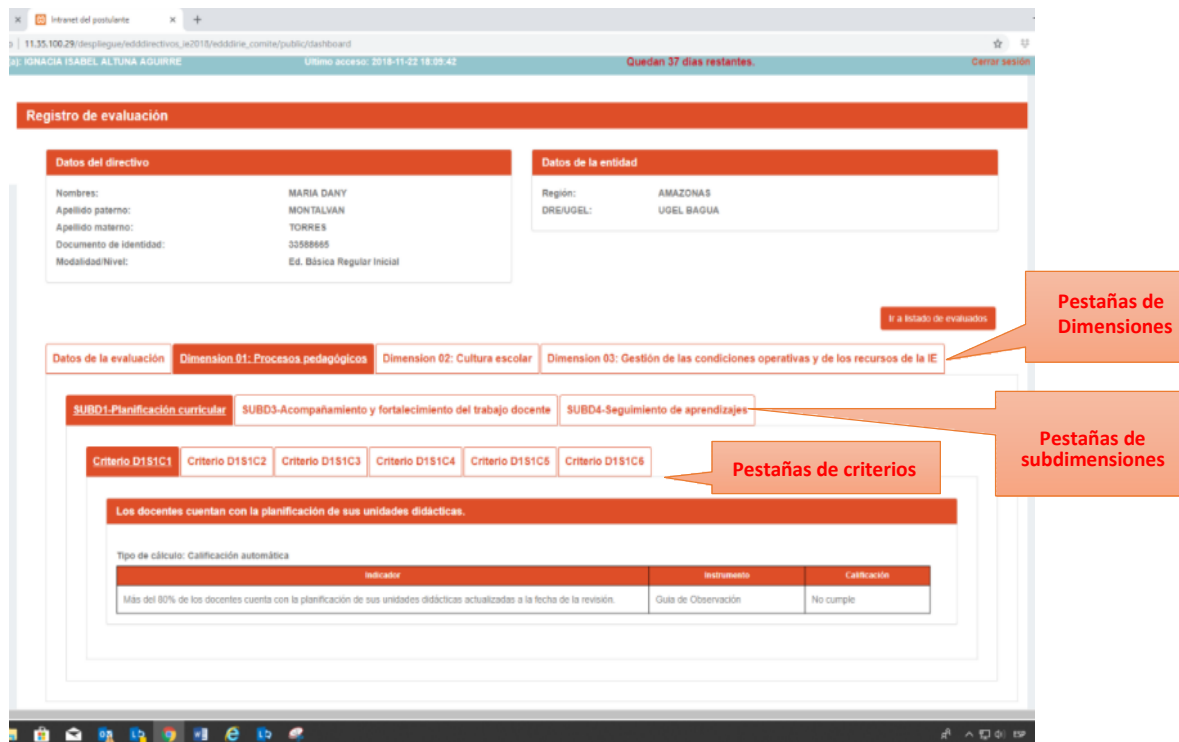 Intranet del postulante
11.35.100.29/despliegue/edddirectivos_ie2018/edddirie_comite/public/dashboard
IGNACIA ISABEL ALTUNA AGUIRRE Último acceso: 2018-11-22 18:09:42 Quedan 37 días restantes. Cerrar sesión
Registro de evaluación
Datos del directivo
Nombres: MARIA DANY
Apellido paterno: MONTALVAN
Apellido materno: TORRES
Documento de identidad: 33588665
Modalidad/Nivel: Ed. Básica Regular Inicial
Datos de la entidad
Región: AMAZONAS
DRE/UGEL: UGEL BAGUA
Ir a listado de evaluados
Pestañas de
Dimensiones
Datos de la evaluación Dimension 01: Procesos pedagógicos Dimension 02: Cultura escolar Dimension 03: Gestión de las condiciones operativas y de los recursos de la IE
SUBD1-Planificación curricular SUBD3-Acompañamiento y fortalecimiento del trabajo docente SUBD4-Seguimiento de aprendizajes
Pestañas de
subdimensiones
Criterio D1S1C1 Criterio D1S1C2 Criterio D1S1C3 Criterio D1S1C4 Criterio D1S1C5 Criterio D1S1C6
Pestañas de criterios
Los docentes cuentan con la planificación de sus unidades didácticas.
Tipo de cálculo: Calificación automática
Indicador Instrumento Calificación
Más del 80% de los docentes cuenta con la planificación de sus unidades didácticas actualizadas a la fecha de la revisión. Guia de Observación No cumple
ESP